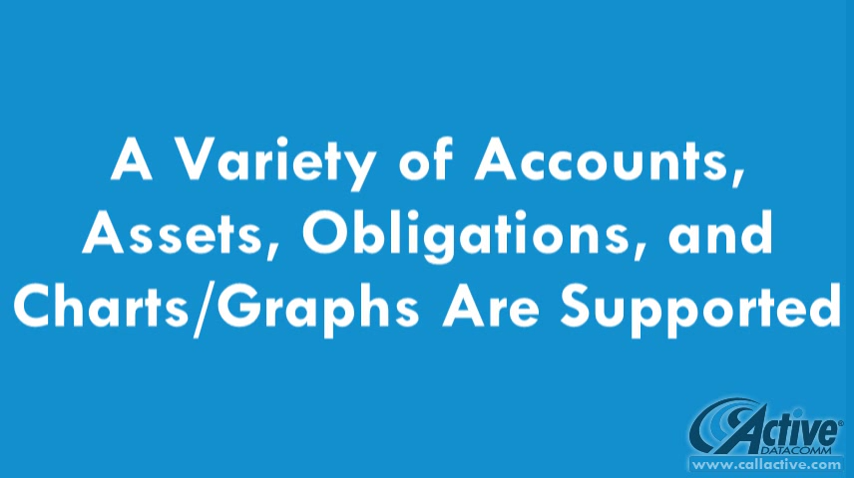 A Variety of Accounts,
Assets, Obligations, and
Charts/Graphs Are Supported
Active®
DATACOMM
www.callactive.com